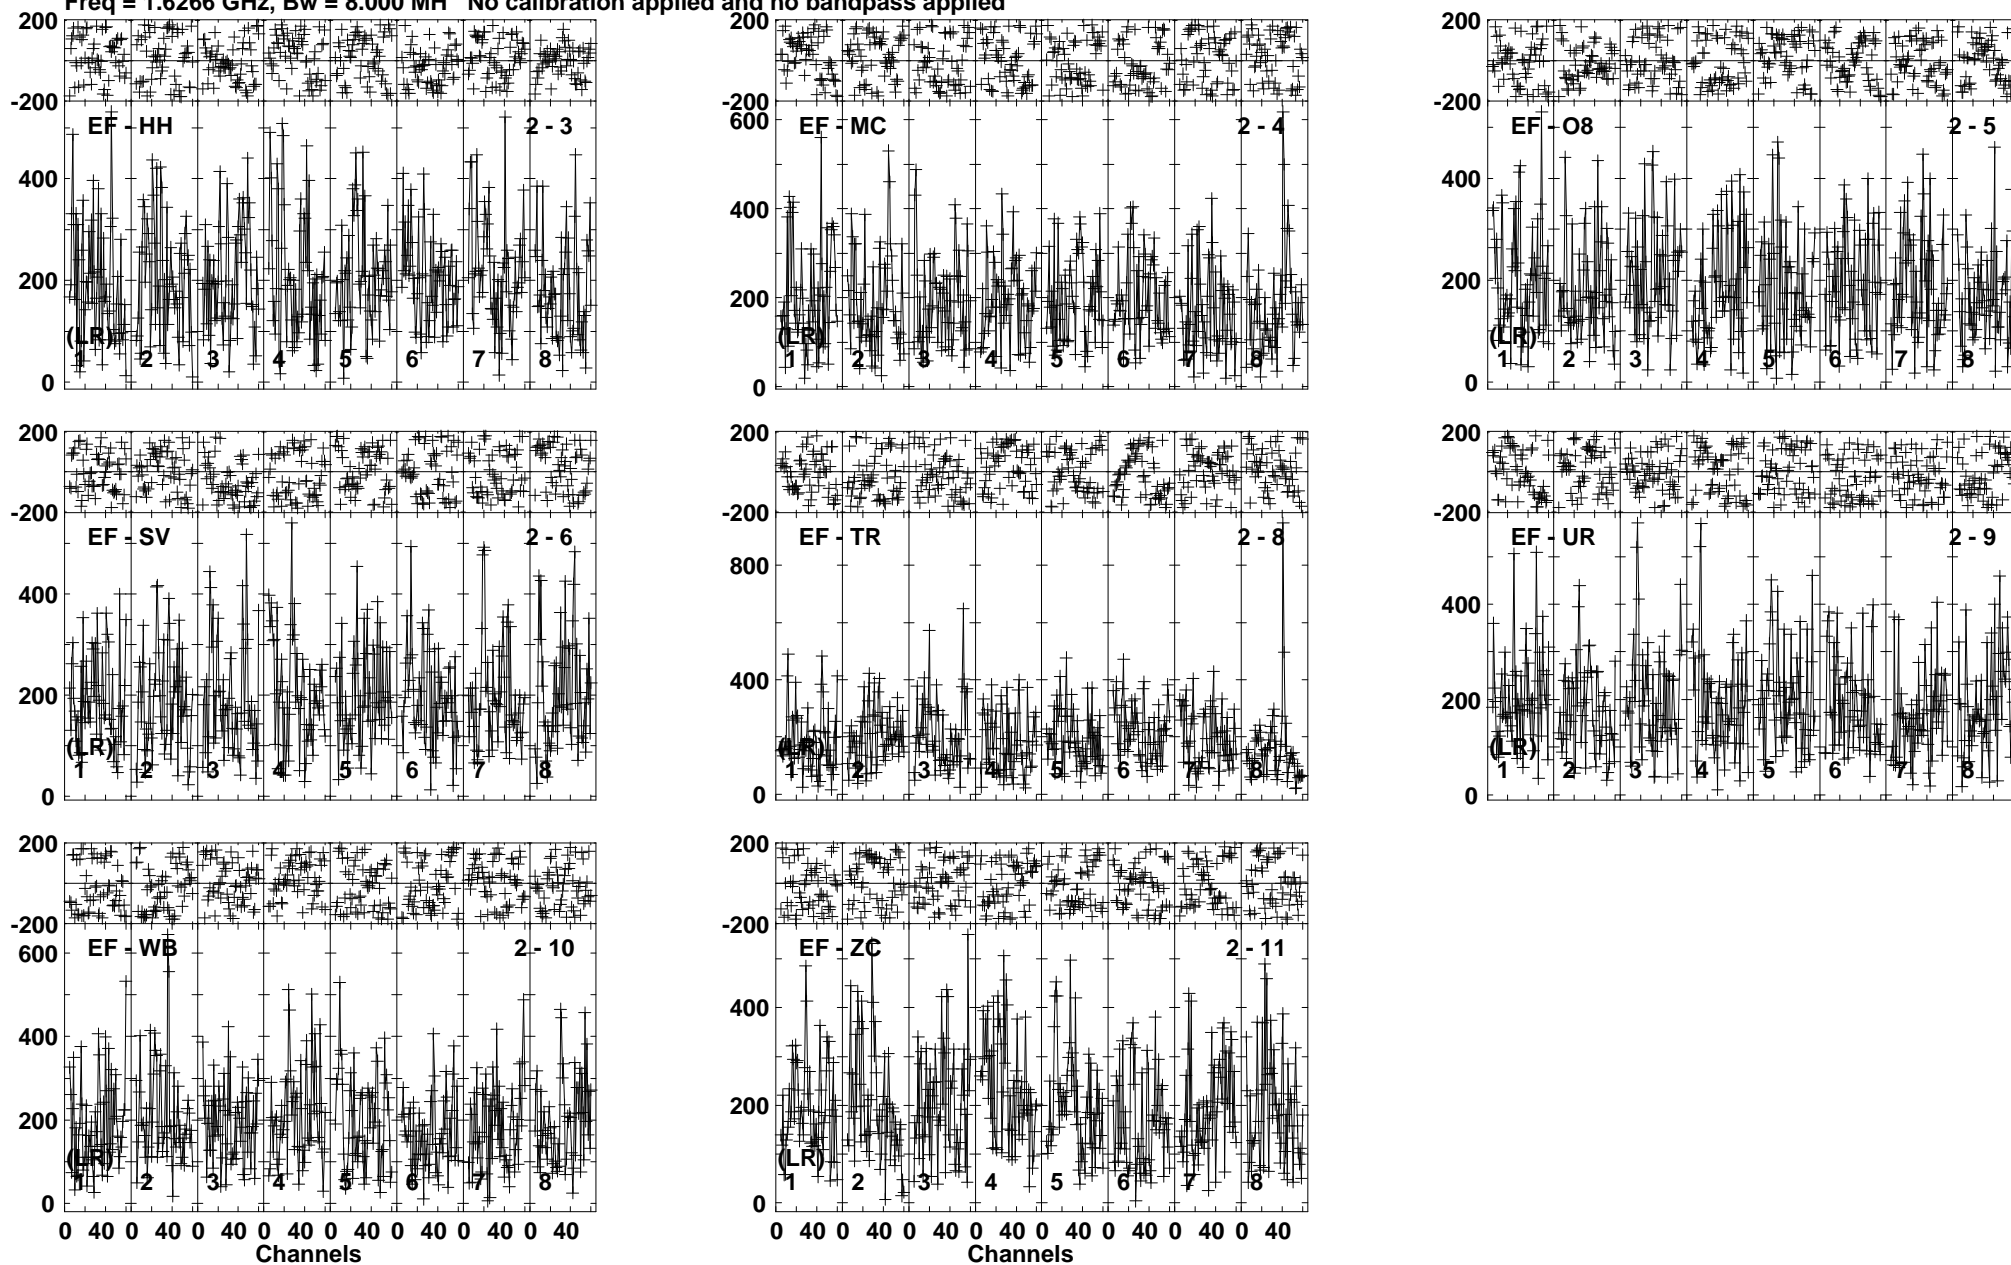 Freq = 1.6266 GHz, Bw = 8.000 MH No calibration applied and no bandpass applied
200 200 200
-200 -200 -200
EF - HH 2 - 3 600 EF - MC 2 - 4 EF - O8 2 - 5
400 400 400
200 200 200
(LR) (LR) (LR)
1 2 3 4 5 6 7 8 1 2 3 4 5 6 7 8 1 2 3 4 5 6 7 8
0 0 0
200 200 200
-200 -200 -200
EF - SV 2 - 6 EF - TR 2 - 8 EF - UR 2 - 9
400 800 400
200 400 200
(LR) (LR) (LR)
1 2 3 4 5 6 7 8 1 2 3 4 5 6 7 8 1 2 3 4 5 6 7 8
0 0 0
200 200
-200 -200
EF - WB 2 - 10 EF - ZC 2 - 11
600
400 400
200 200
(LR) (LR)
1 2 3 4 5 6 7 8 1 2 3 4 5 6 7 8
0 0
0 40 0 40 0 40 0 40 0 40 0 40 0 40 0 40 0 40 0 40 0 40 0 40 0 40 0 40 0 40 0 40
Channels Channels